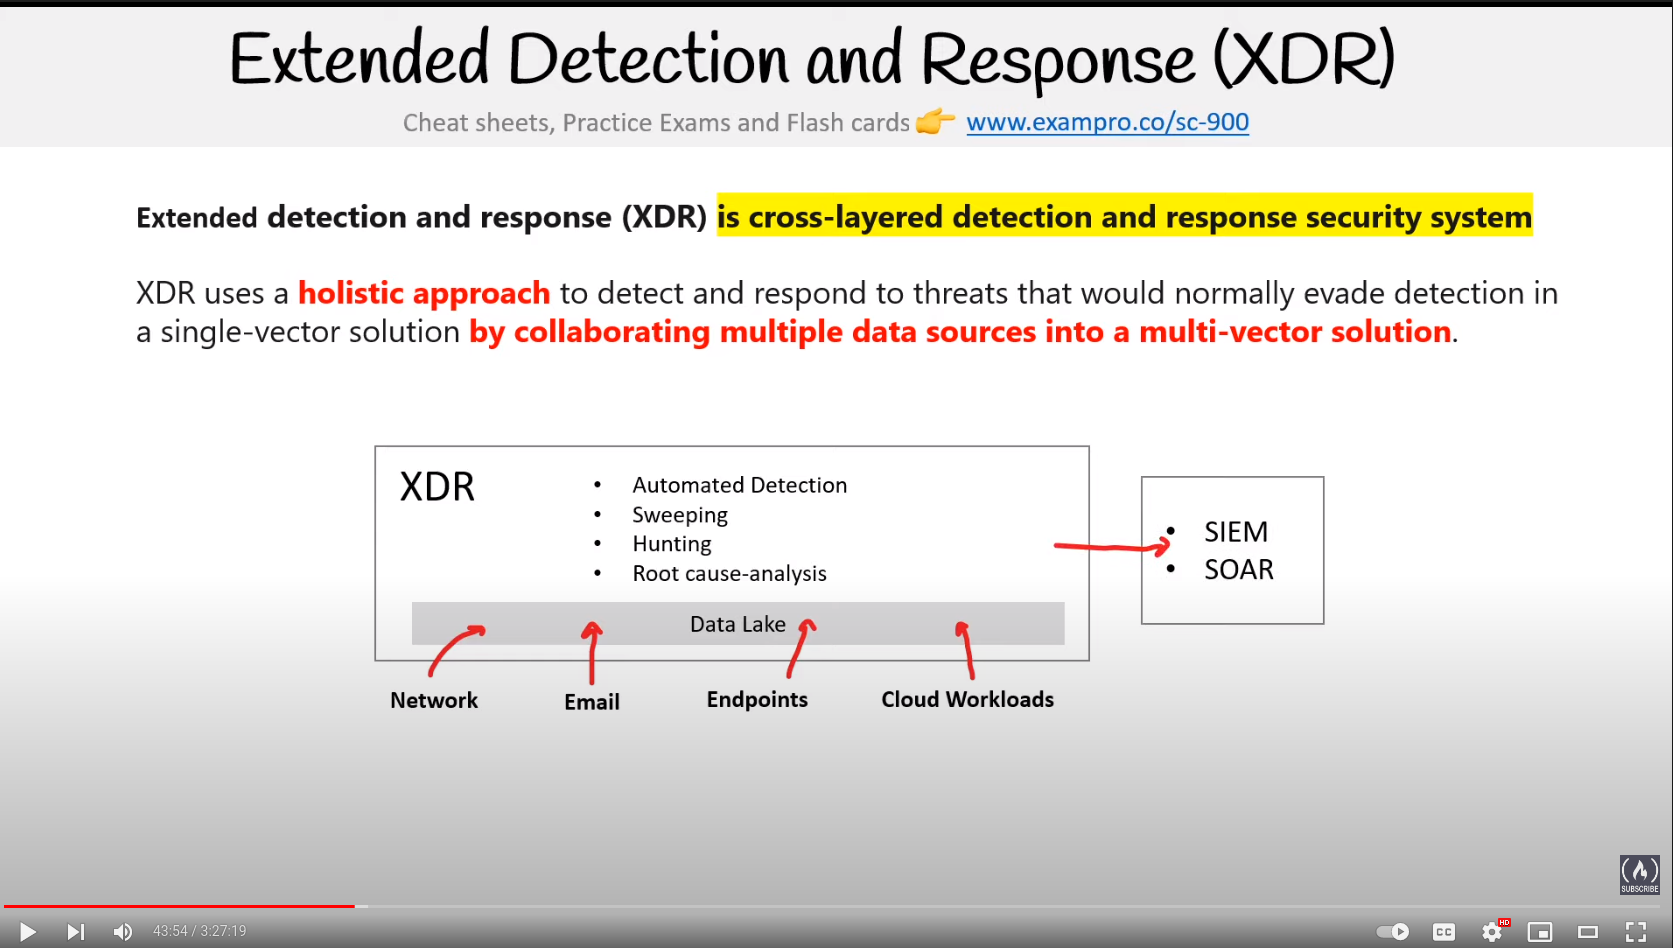 Extended Detection and Response (XDR)
Cheat sheets, Practice Exams and Flash cards 👉 www.exampro.co/sc-900
Extended detection and response (XDR) is cross-layered detection and response security system
XDR uses a holistic approach to detect and respond to threats that would normally evade detection in
a single-vector solution by collaborating multiple data sources into a multi-vector solution.
XDR
• Automated Detection
• Sweeping
• Hunting
• Root cause-analysis
Data Lake
Network
Email
Endpoints
Cloud Workloads
• SIEM
• SOAR
SUBSCRIBE
43:54 / 3:27:19
CC
HD